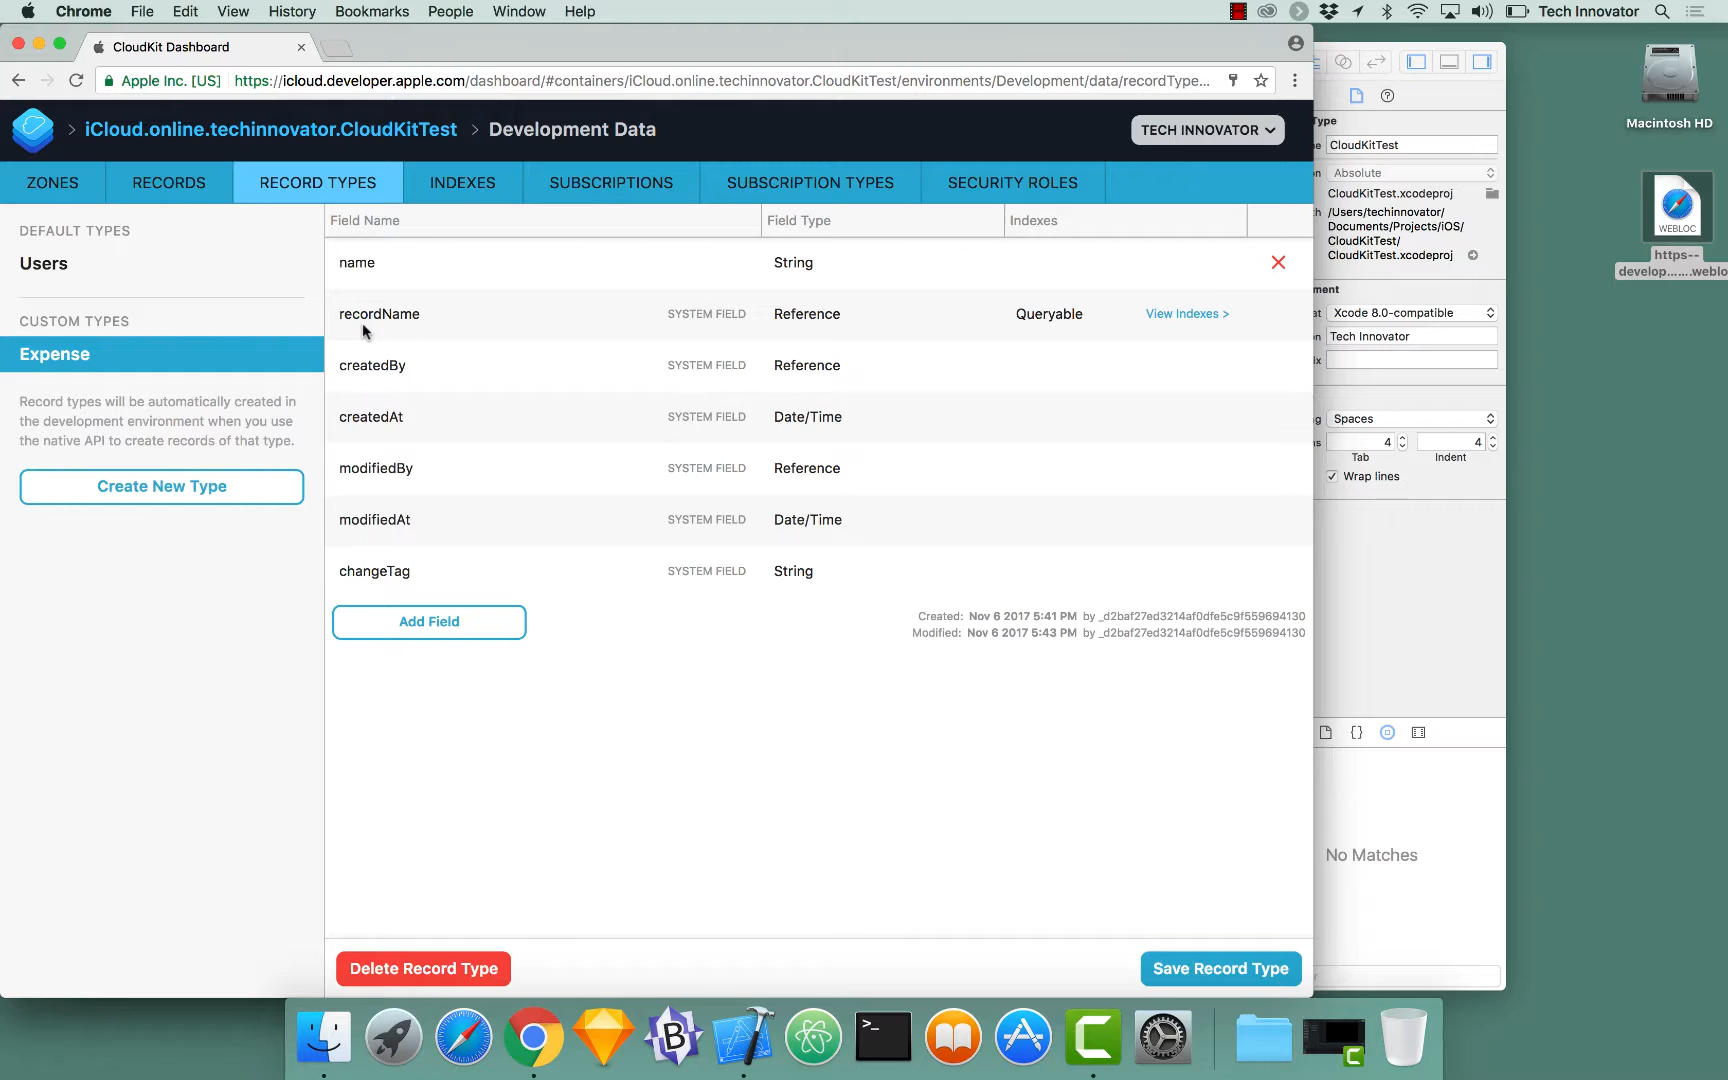 Chrome File Edit View History Bookmarks People Window Help Tech Innovator
CloudKit Dashboard
Apple Inc. [US] https://icloud.developer.apple.com/dashboard/#containers/iCloud.online.techinnovator.CloudKitTest/environments/Development/data/recordType...
iCloud.online.techinnovator.CloudKitTest > Development Data
TECH INNOVATOR
ZONES RECORDS RECORD TYPES INDEXES SUBSCRIPTIONS SUBSCRIPTION TYPES SECURITY ROLES
DEFAULT TYPES
Users
CUSTOM TYPES
Expense
Record types will be automatically created in
the development environment when you use
the native API to create records of that type.
Create New Type
Field Name Field Type Indexes
name String
recordName SYSTEM FIELD Reference Queryable View Indexes >
createdBy SYSTEM FIELD Reference
createdAt SYSTEM FIELD Date/Time
modifiedBy SYSTEM FIELD Reference
modifiedAt SYSTEM FIELD Date/Time
changeTag SYSTEM FIELD String
Add Field
Created: Nov 6 2017 5:41 PM by _d2baf27ed3214af0dfe5c9f559694130
Modified: Nov 6 2017 5:43 PM by _d2baf27ed3214af0dfe5c9f559694130
Delete Record Type
Save Record Type
CloudKitTest
Absolute
CloudKitTest.xcodeproj
/Users/techinnovator/
Documents/Projects/iOS/
CloudKitTest/
CloudKitTest.xcodeproj
Xcode 8.0-compatible
Tech Innovator
Spaces
4 4
Tab Indent
Wrap lines
No Matches
Macintosh HD
WEBLOC
https--
develop......weblo